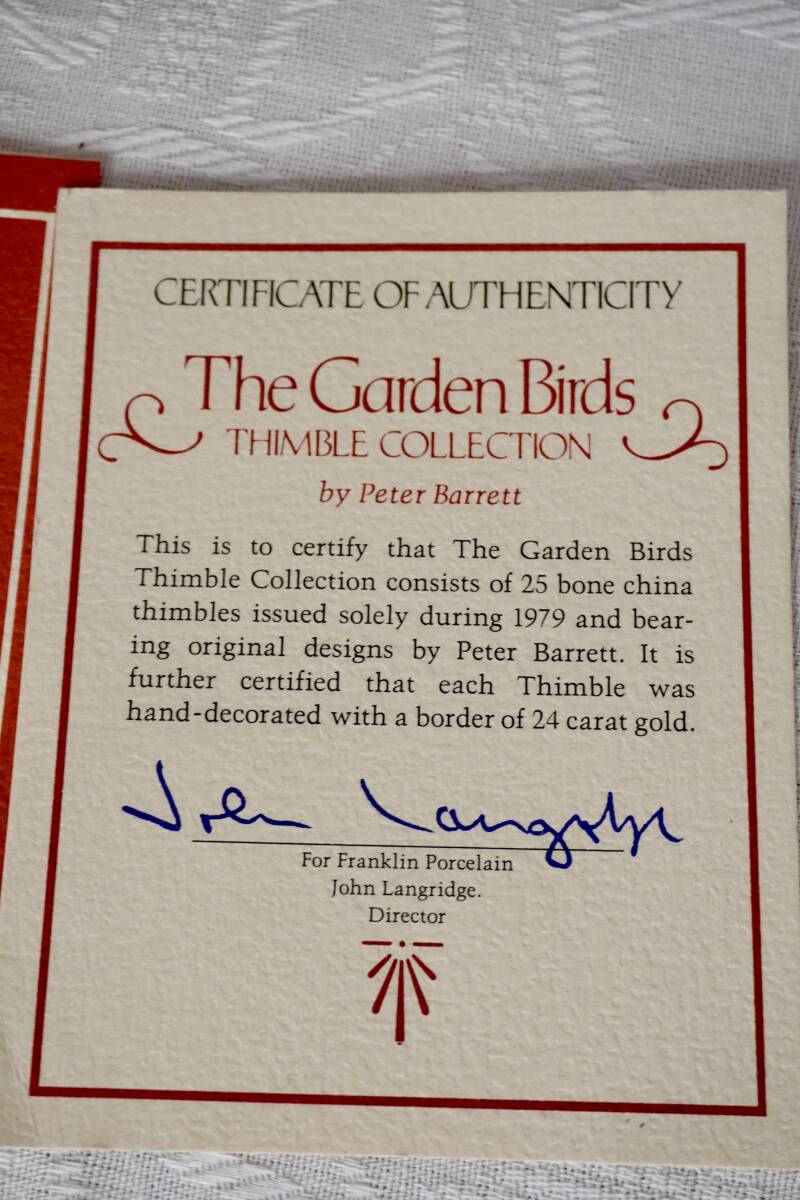 CERTIFICATE OF AUTHENTICITY
The Garden Birds
THIMBLE COLLECTION
by Peter Barrett
This is to certify that The Garden Birds
Thimble Collection consists of 25 bone china
thimbles issued solely during 1979 and bear-
ing original designs by Peter Barrett. It is
further certified that each Thimble was
hand-decorated with a border of 24 carat gold.
John Langridge
For Franklin Porcelain
John Langridge.
Director